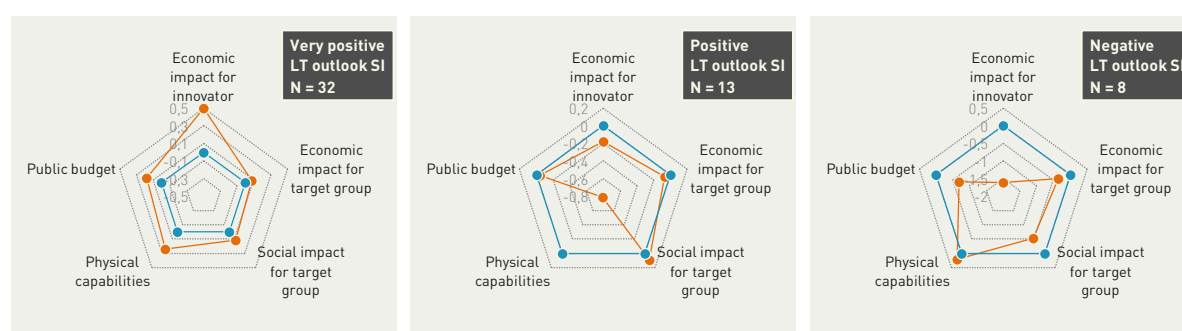 Very positive
LT outlook SI
N = 32
Economic
impact for
innovator
0,5
0,3
0,1
-0,1
0,3
0,5
Public budget
Economic
impact for
target group
Physical
capabilities
Social impact
for target
group
Positive
LT outlook SI
N = 13
Economic
impact for
innovator
0,2
0
-0,2
-0,4
-0,6
-0,8
Public budget
Economic
impact for
target group
Physical
capabilities
Social impact
for target
group
Negative
LT outlook SI
N = 8
Economic
impact for
innovator
0,5
0
-0,5
-1
1,5
-2
Public budget
Economic
impact for
target group
Physical
capabilities
Social impact
for target
group